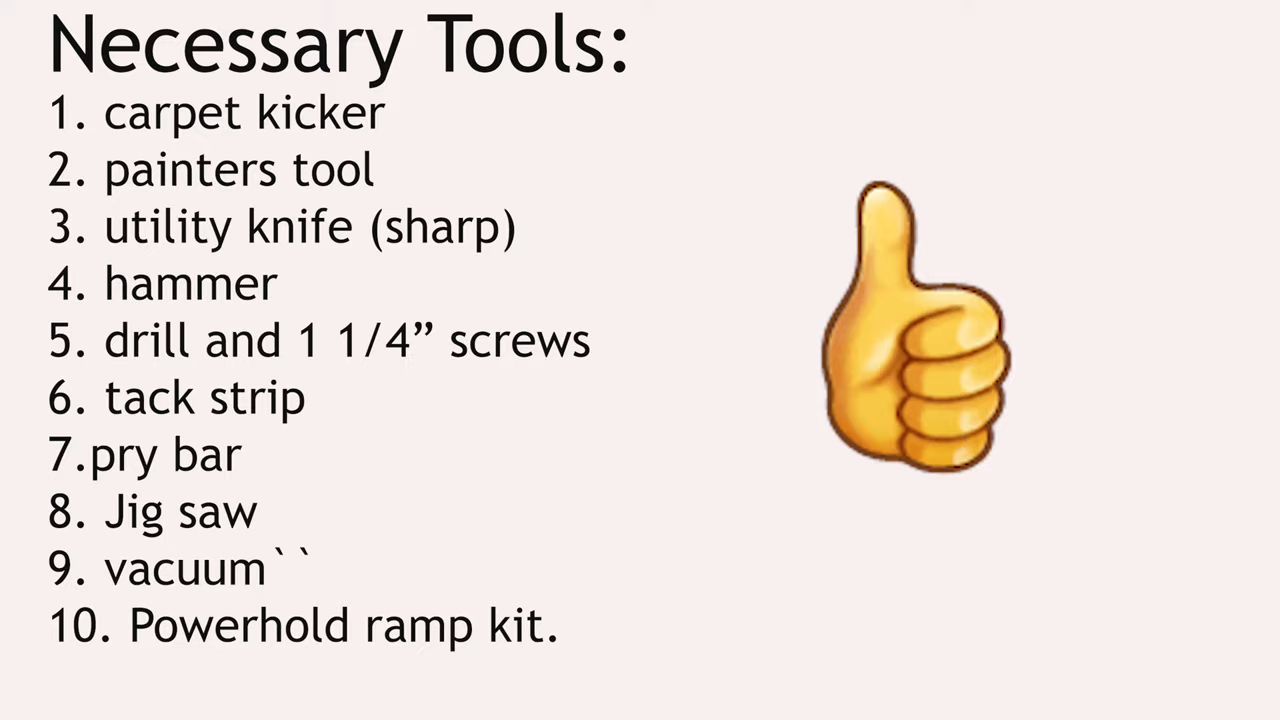 Necessary Tools:
1. carpet kicker
2. painters tool
3. utility knife (sharp)
4. hammer
5. drill and 1 1/4” screws
6. tack strip
7.pry bar
8. Jig saw
9. vacuum``
10. Powerhold ramp kit.